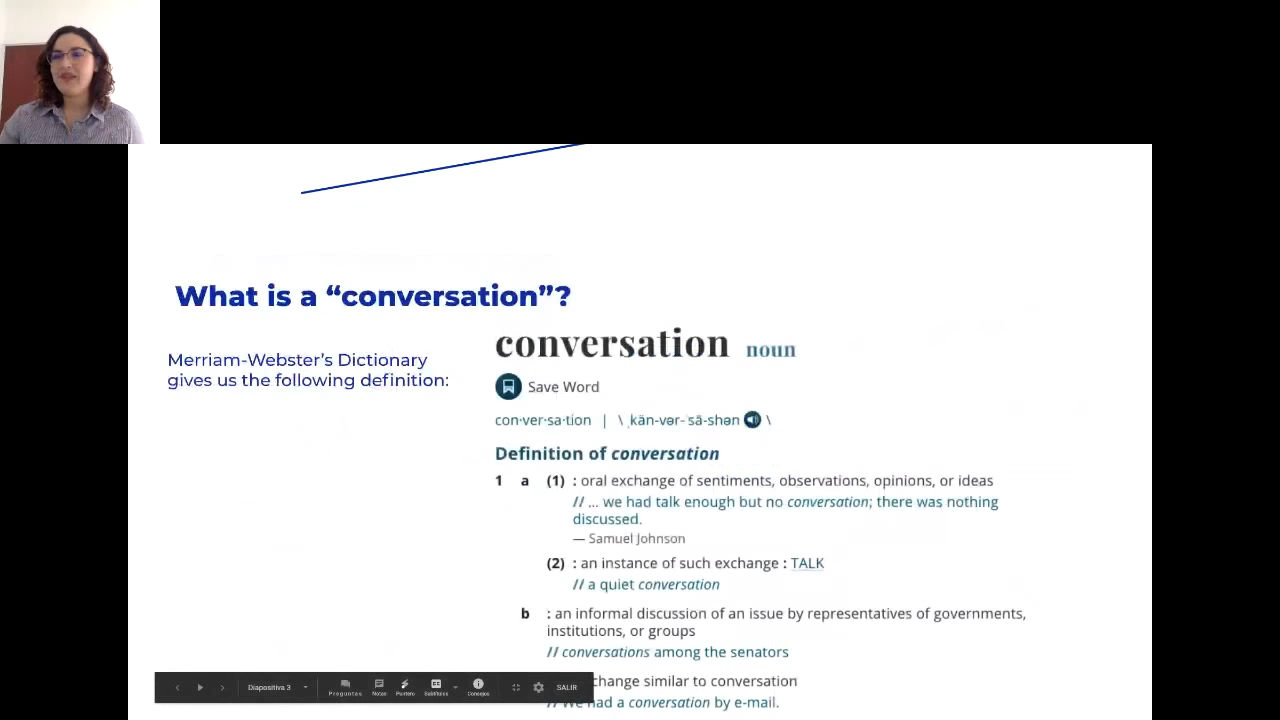 What is a “conversation”?
Merriam-Webster’s Dictionary
gives us the following definition:
conversation noun
Save Word
con·ver·sa·tion | \ ˌkän-vər-ˈsā-shən \
Definition of conversation
1 a (1) : oral exchange of sentiments, observations, opinions, or ideas
// ... we had talk enough but no conversation; there was nothing
discussed.
— Samuel Johnson
(2) : an instance of such exchange : TALK
// a quiet conversation
b : an informal discussion of an issue by representatives of governments,
institutions, or groups
// conversations among the senators
change similar to conversation
// We had a conversation by e-mail.
Diapositiva 3
Preguntas Notas Puntero Subtítulos Consejos SALIR